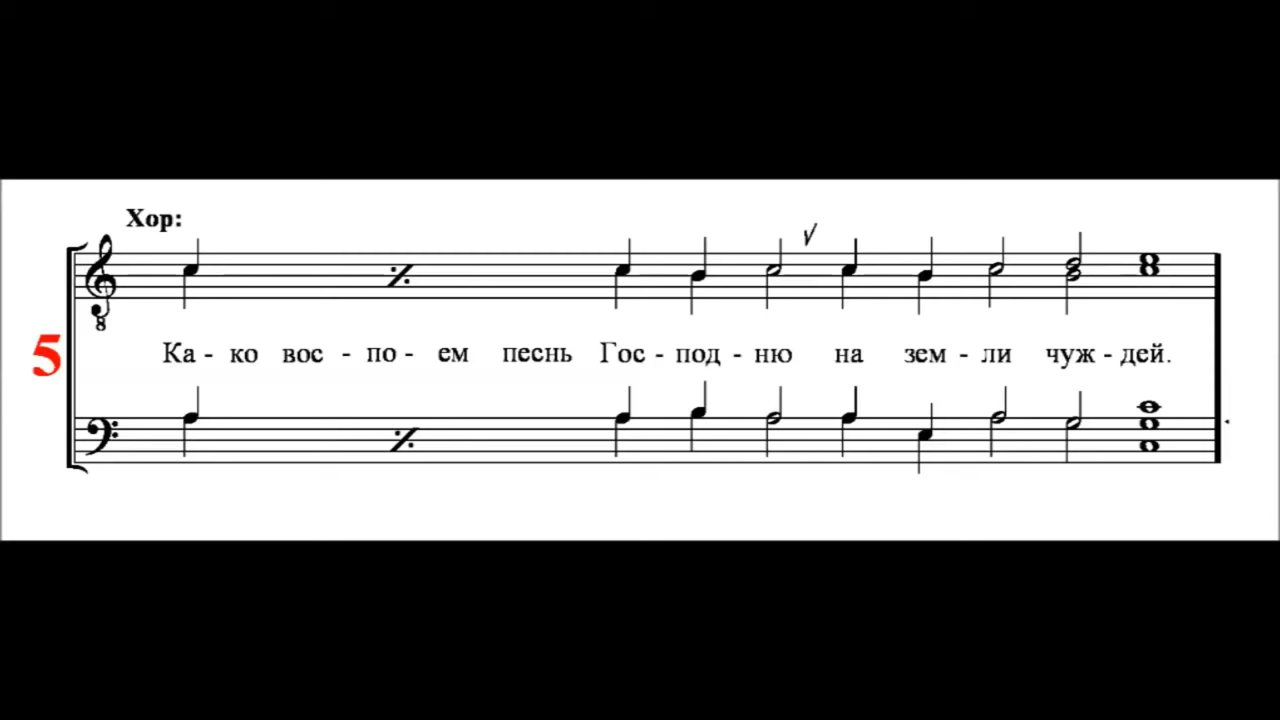 Хор:
5
Ка - ко вос - по - ем песнь Гос - под - ню на зем - ли чуж - дей.